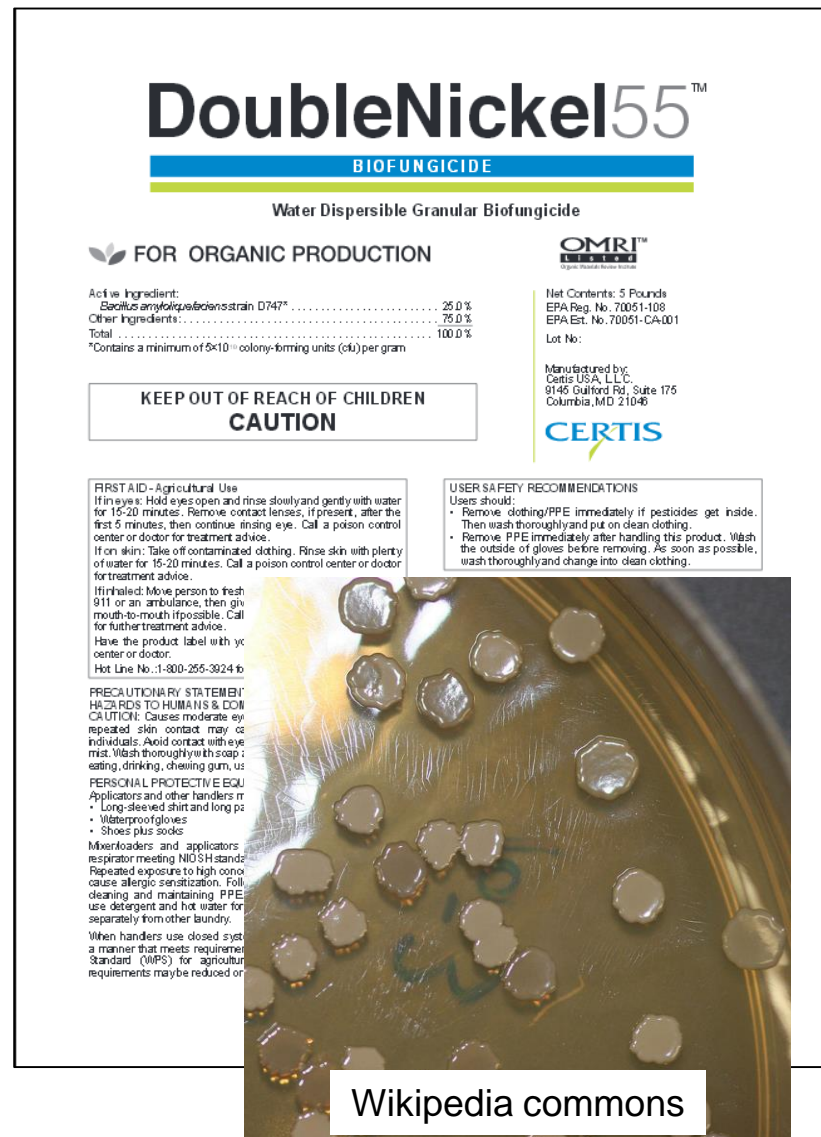 DoubleNickel55™
BIOFUNGICIDE
Water Dispersible Granular Biofungicide
FOR ORGANIC PRODUCTION
Active Ingredient:
Bacillus amyloliquefaciens strain D747* . . . . . . . . . . . . . . . . . . . . . . . . . . 25.0%
Other Ingredients: . . . . . . . . . . . . . . . . . . . . . . . . . . . . . . . . . . . . . . . . . . . 75.0%
Total . . . . . . . . . . . . . . . . . . . . . . . . . . . . . . . . . . . . . . . . . . . . . . . . . . . . 100.0%
*Contains a minimum of 5×10¹⁰ colony-forming units (cfu) per gram
OMRI™
Listed
Organic Materials Review Institute
Net Contents: 5 Pounds
EPA Reg. No. 70051-108
EPA Est. No. 70051-CA-001
Lot No:
Manufactured by:
Certis USA, L.L.C.
9145 Guilford Rd, Suite 175
Columbia, MD 21046
CERTIS
KEEP OUT OF REACH OF CHILDREN
CAUTION
FIRST AID - Agricultural Use
If in eyes: Hold eyes open and rinse slowly and gently with water
for 15-20 minutes. Remove contact lenses, if present, after the
first 5 minutes, then continue rinsing eye. Call a poison control
center or doctor for treatment advice.
If on skin: Take off contaminated clothing. Rinse skin with plenty
of water for 15-20 minutes. Call a poison control center or doctor
for treatment advice.
If inhaled: Move person to fresh
911 or an ambulance, then giv
mouth-to-mouth if possible. Call
for further treatment advice.
Have the product label with yo
center or doctor.
Hot Line No.:1-800-255-3924 fo
USER SAFETY RECOMMENDATIONS
Users should:
• Remove clothing/PPE immediately if pesticides get inside.
Then wash thoroughly and put on clean clothing.
• Remove PPE immediately after handling this product. Wash
the outside of gloves before removing. As soon as possible,
wash thoroughly and change into clean clothing.
PRECAUTIONARY STATEMENT
HAZARDS TO HUMANS & DOM
CAUTION: Causes moderate eye
repeated skin contact may ca
individuals. Avoid contact with eye
mist. Wash thoroughly with soap a
eating, drinking, chewing gum, us
PERSONAL PROTECTIVE EQU
Applicators and other handlers m
• Long-sleeved shirt and long pa
• Waterproof gloves
• Shoes plus socks
Mixer/loaders and applicators
respirator meeting NIOSH standa
Repeated exposure to high conce
cause allergic sensitization. Foll
cleaning and maintaining PPE
use detergent and hot water for
separately from other laundry.
When handlers use closed syst
a manner that meets requiremen
Standard (WPS) for agricultur
requirements may be reduced or
Wikipedia commons